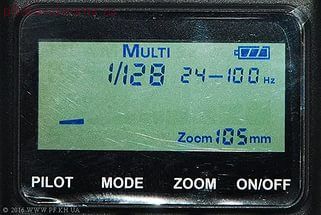 MULTI
1/128 24-100 Hz
Zoom 105 mm
PILOT MODE ZOOM ON/OFF
© 2016 WWW.PF.KH.UA